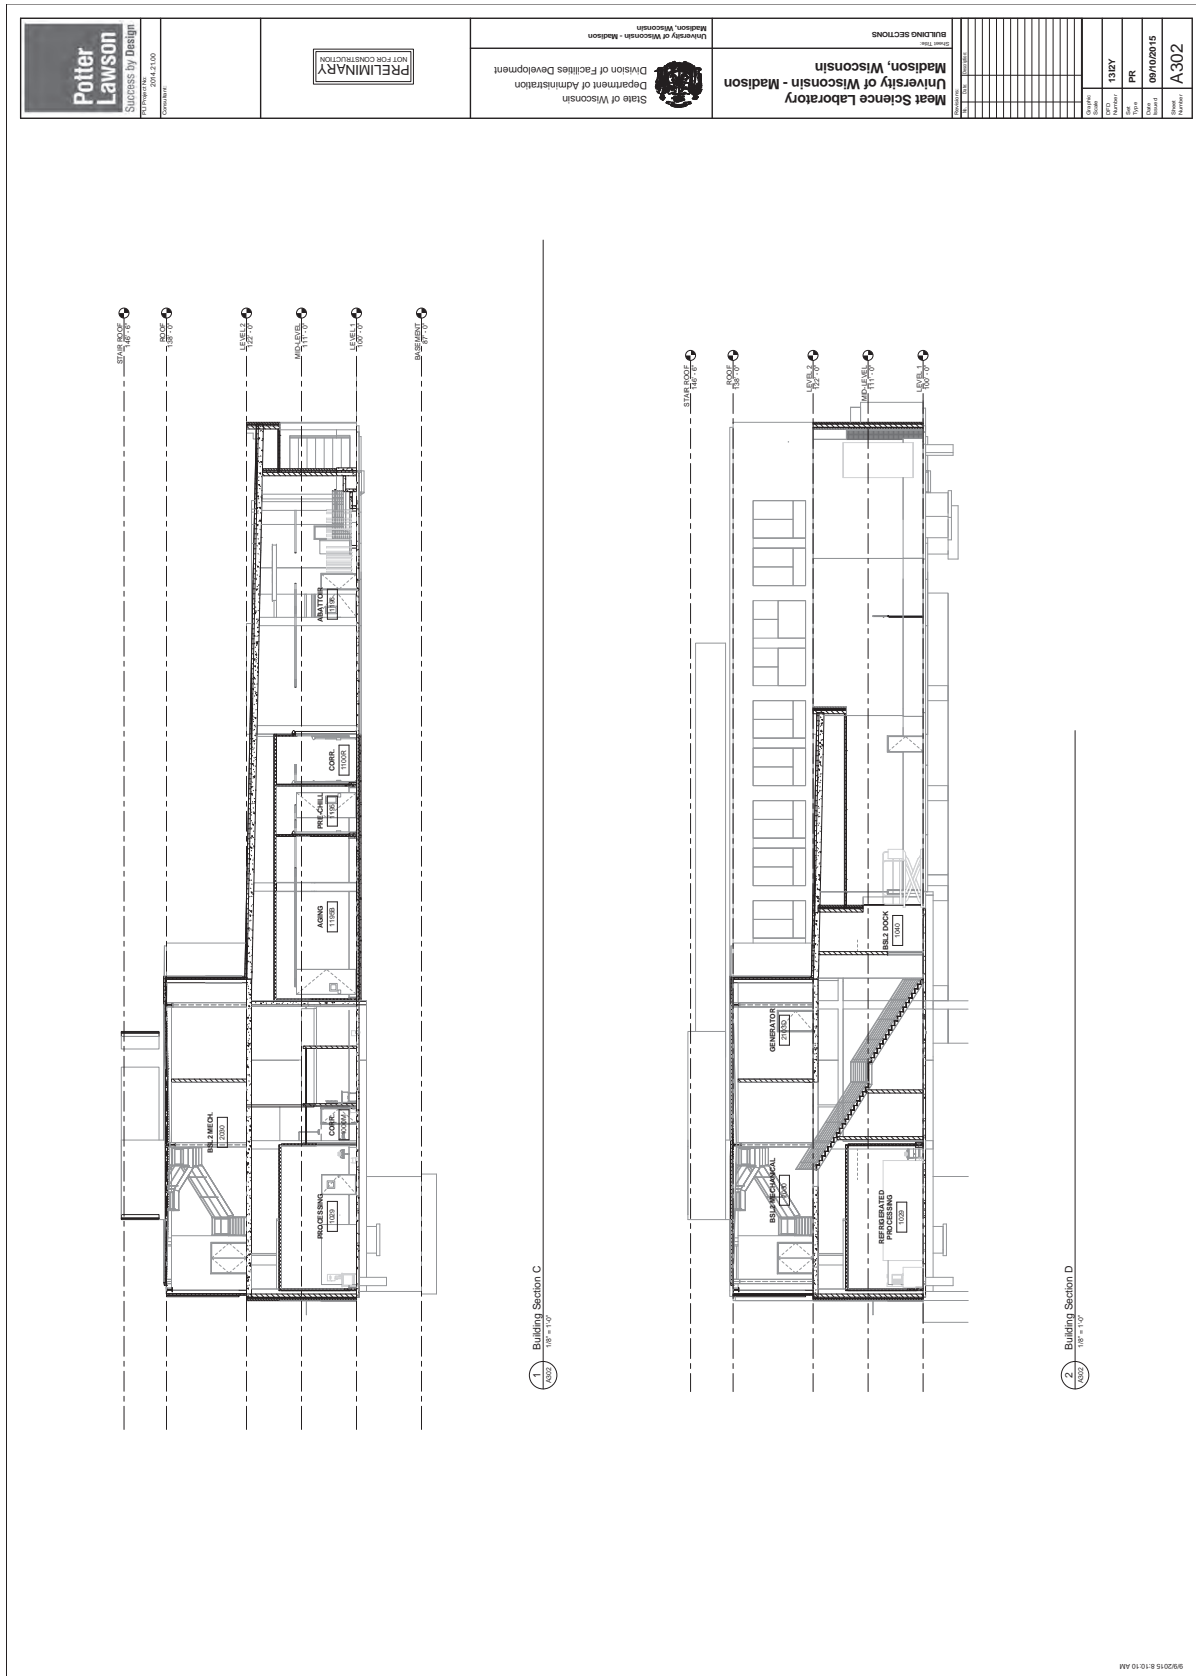 Potter
Lawson
Success by Design
PLI Project No:
2014.21.00
Consultant:
PRELIMINARY
NOT FOR CONSTRUCTION
State of Wisconsin
Department of Administration
Division of Facilities Development
University of Wisconsin - Madison
Madison, Wisconsin
Meat Science Laboratory
University of Wisconsin - Madison
Madison, Wisconsin
Sheet Title:
BUILDING SECTIONS
Revisions:
No.
Date:
Description:
Graphic
Scale
DFD
Number
13I2Y
Set
Type
PR
Date
Issued
09/10/2015
Sheet
Number
A302
STAIR ROOF
146' - 6"
ROOF
138' - 0"
LEVEL 2
122' - 0"
MID-LEVEL
111' - 0"
LEVEL 1
100' - 0"
BASEMENT
87' - 0"
BSL2 MECH.
2030
PROCESSING
1029
CORR.
AGING
1195B
PRE-CHILL
1195
CORR.
1100R
ABATTOIR
1196
1
A302
Building Section C
1/8" = 1'-0"
STAIR ROOF
146' - 6"
ROOF
138' - 0"
LEVEL 2
122' - 0"
MID-LEVEL
111' - 0"
LEVEL 1
100' - 0"
BSL2 MECHANICAL
GENERATOR
2103D
REFRIGERATED
PROCESSING
1029
BSL2 DOCK
1040
2
A302
Building Section D
1/8" = 1'-0"
9/9/2015 8:10:10 AM